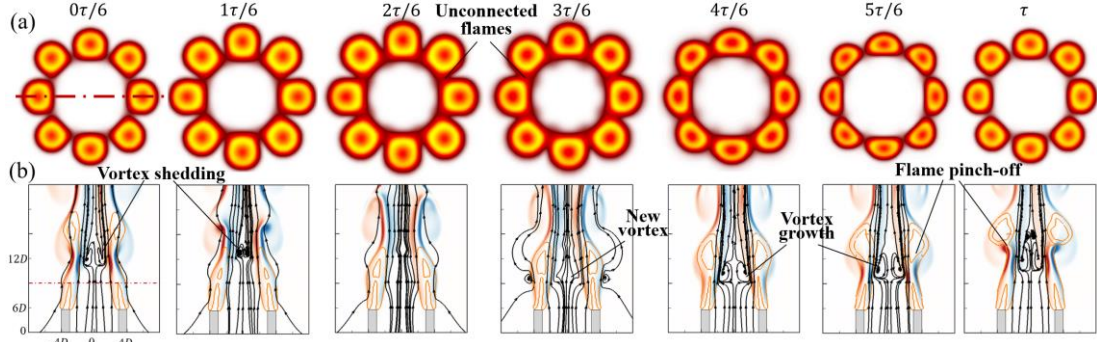 0τ/6 1τ/6 2τ/6 3τ/6 4τ/6 5τ/6 τ
(a)
Unconnected
flames
(b)
Vortex shedding
Flame pinch-off
New
vortex
Vortex
growth
12D
6D
0
-4D 0 4D